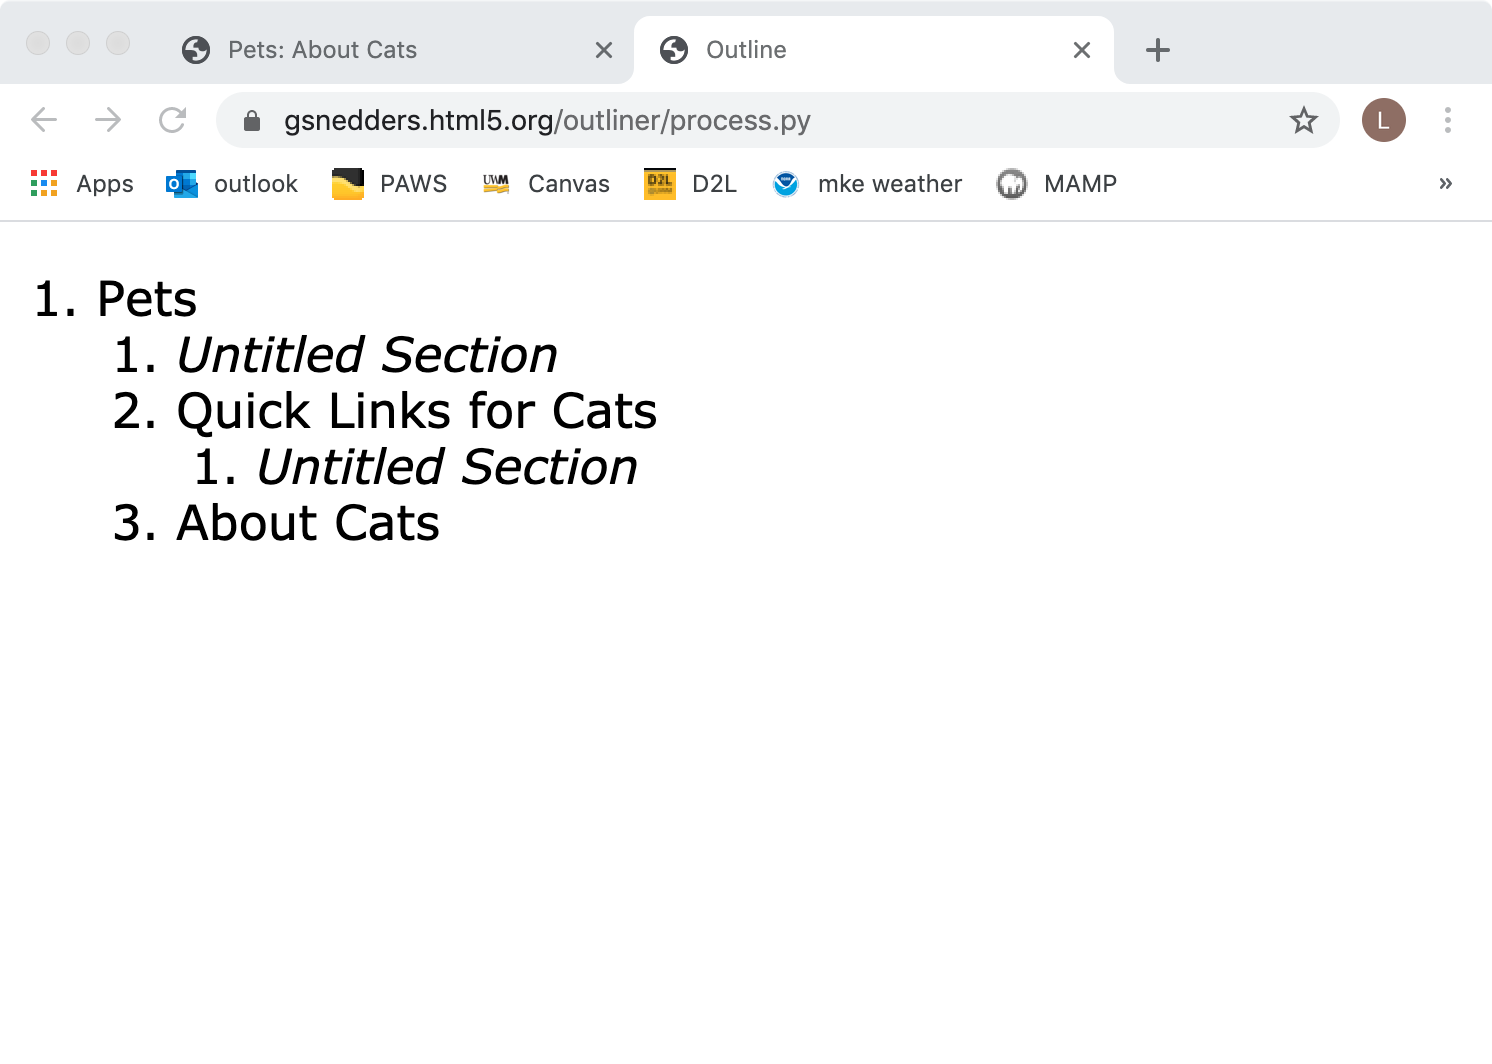 Pets: About Cats
Outline
gsnedders.html5.org/outliner/process.py
L
Apps
outlook
PAWS
UWM
Canvas
D2L
D2L
mke weather
MAMP
»
1. Pets
1. Untitled Section
2. Quick Links for Cats
1. Untitled Section
3. About Cats